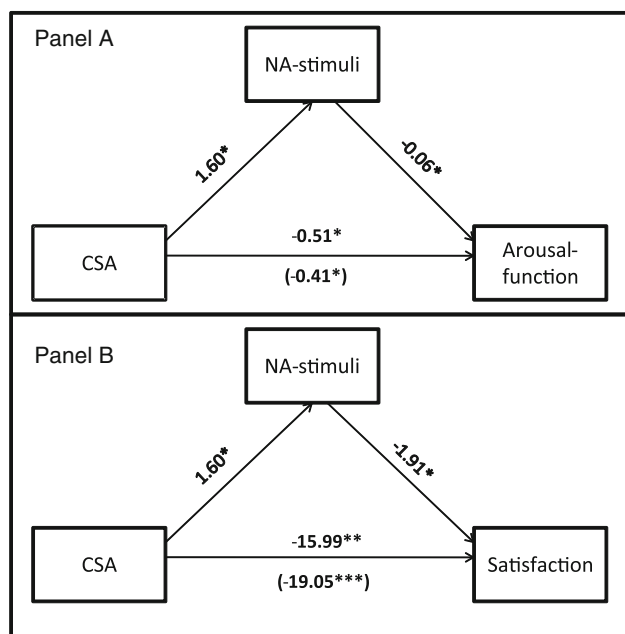 Panel A
NA-stimuli
1.60*
-0.06*
-0.51*
CSA
(-0.41*)
Arousal-
function
Panel B
NA-stimuli
1.60*
-1.91*
-15.99**
CSA
(-19.05***)
Satisfaction